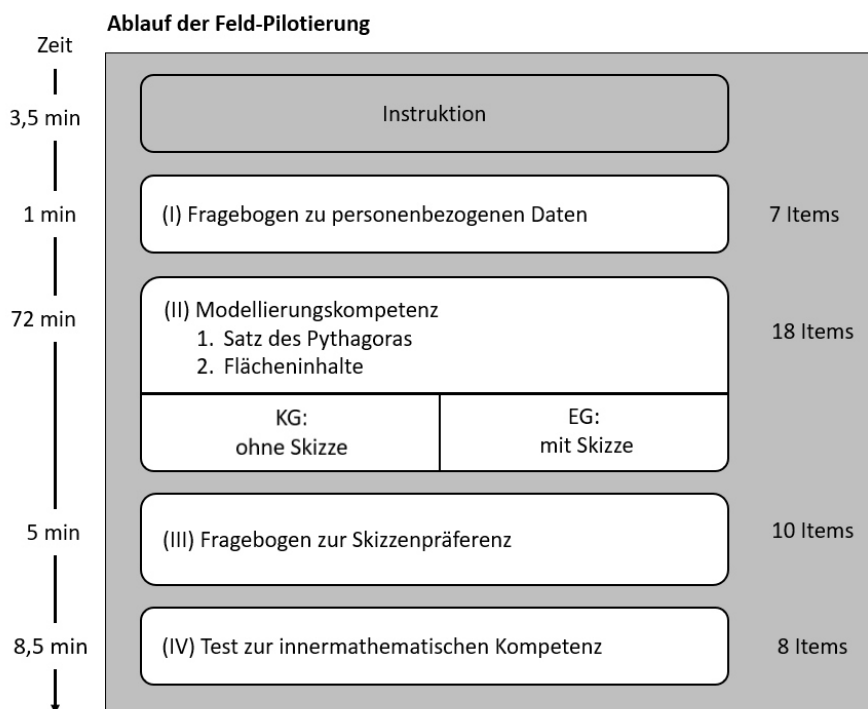 Ablauf der Feld-Pilotierung
Zeit
3,5 min
Instruktion
1 min
(I) Fragebogen zu personenbezogenen Daten
7 Items
72 min
(II) Modellierungskompetenz
1. Satz des Pythagoras
2. Flächeninhalte
18 Items
KG:
ohne Skizze
EG:
mit Skizze
5 min
(III) Fragebogen zur Skizzenpräferenz
10 Items
8,5 min
(IV) Test zur innermathematischen Kompetenz
8 Items